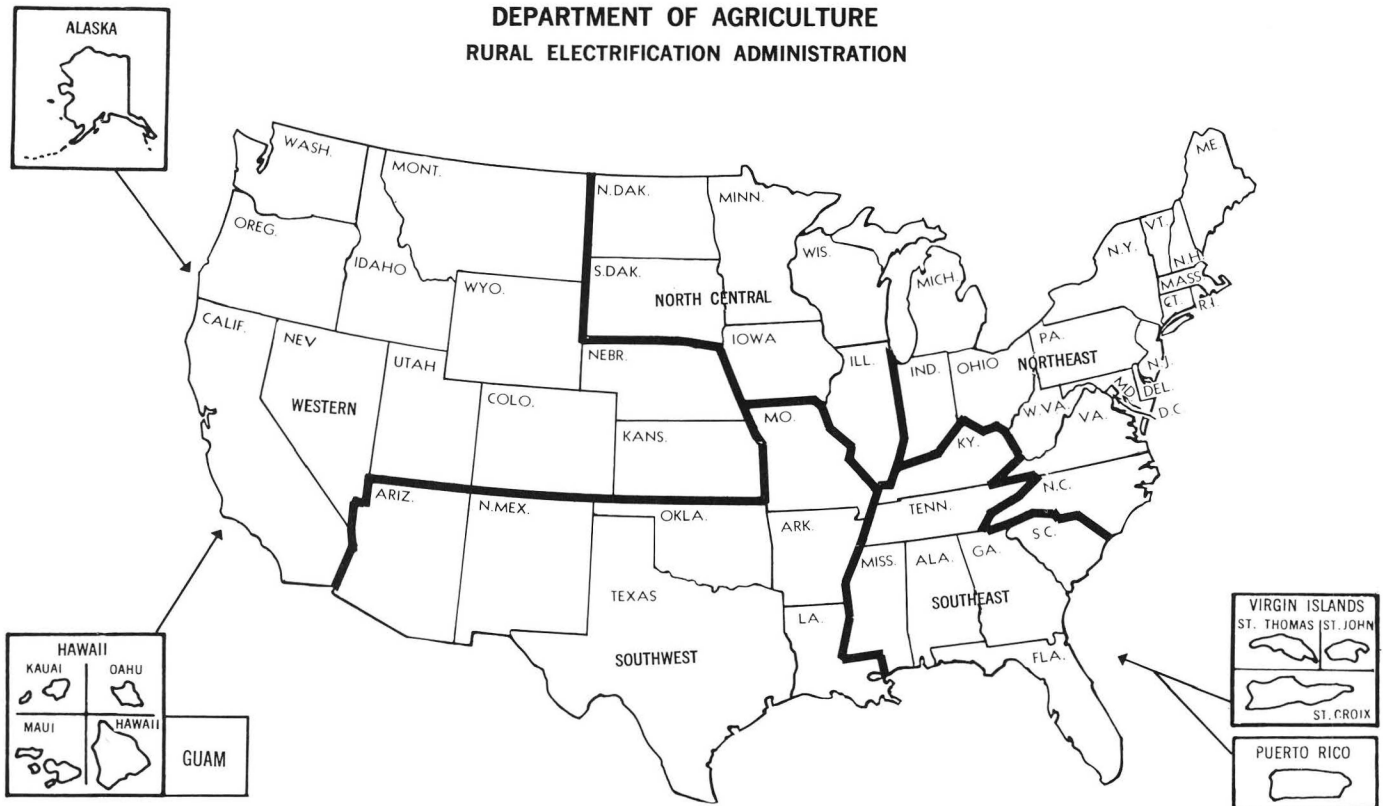 DEPARTMENT OF AGRICULTURE
RURAL ELECTRIFICATION ADMINISTRATION
ALASKA
WASH.
MONT.
N.DAK.
MINN.
ME.
OREG.
IDAHO
WYO.
S.DAK.
NORTH CENTRAL
WIS.
MICH.
N.Y.
VT.
N.H.
MASS
CT.
R.I.
CALIF.
NEV
UTAH
COLO.
NEBR.
IOWA
ILL.
IND.
OHIO
PA.
NORTHEAST
N.J.
DEL.
MD.
D.C
WESTERN
KANS.
MO.
KY.
W.VA.
VA.
ARIZ.
N.MEX.
OKLA.
ARK.
TENN.
N.C.
S.C.
TEXAS
LA.
MISS.
ALA.
GA.
SOUTHEAST
SOUTHWEST
FLA.
HAWAII
KAUAI
OAHU
MAUI
HAWAII
GUAM
VIRGIN ISLANDS
ST. THOMAS
ST. JOHN
ST. CROIX
PUERTO RICO